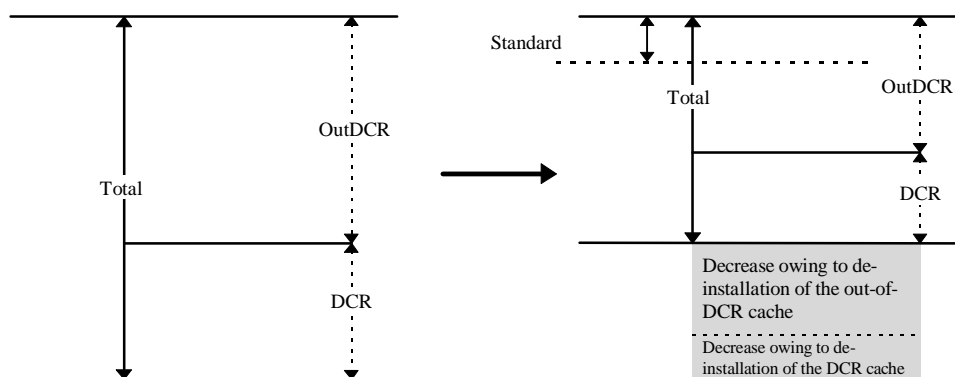 Standard
Total
OutDCR
OutDCR
Total
DCR
DCR
Decrease owing to de-
installation of the out-of-
DCR cache
Decrease owing to de-
installation of the DCR cache